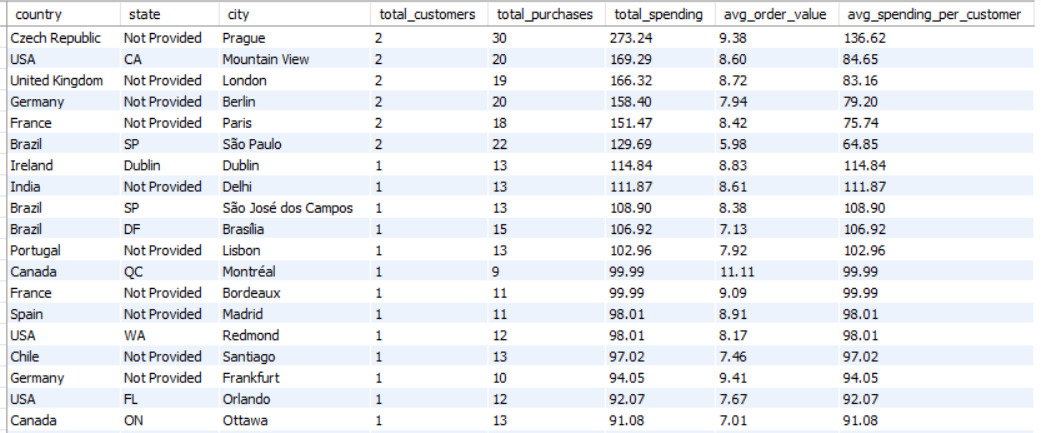 country state city total_customers total_purchases total_spending avg_order_value avg_spending_per_customer
Czech Republic Not Provided Prague 2 30 273.24 9.38 136.62
USA CA Mountain View 2 20 169.29 8.60 84.65
United Kingdom Not Provided London 2 19 166.32 8.72 83.16
Germany Not Provided Berlin 2 20 158.40 7.94 79.20
France Not Provided Paris 2 18 151.47 8.42 75.74
Brazil SP São Paulo 2 22 129.69 5.98 64.85
Ireland Dublin Dublin 1 13 114.84 8.83 114.84
India Not Provided Delhi 1 13 111.87 8.61 111.87
Brazil SP São José dos Campos 1 13 108.90 8.38 108.90
Brazil DF Brasília 1 15 106.92 7.13 106.92
Portugal Not Provided Lisbon 1 13 102.96 7.92 102.96
Canada QC Montréal 1 9 99.99 11.11 99.99
France Not Provided Bordeaux 1 11 99.99 9.09 99.99
Spain Not Provided Madrid 1 11 98.01 8.91 98.01
USA WA Redmond 1 12 98.01 8.17 98.01
Chile Not Provided Santiago 1 13 97.02 7.46 97.02
Germany Not Provided Frankfurt 1 10 94.05 9.41 94.05
USA FL Orlando 1 12 92.07 7.67 92.07
Canada ON Ottawa 1 13 91.08 7.01 91.08